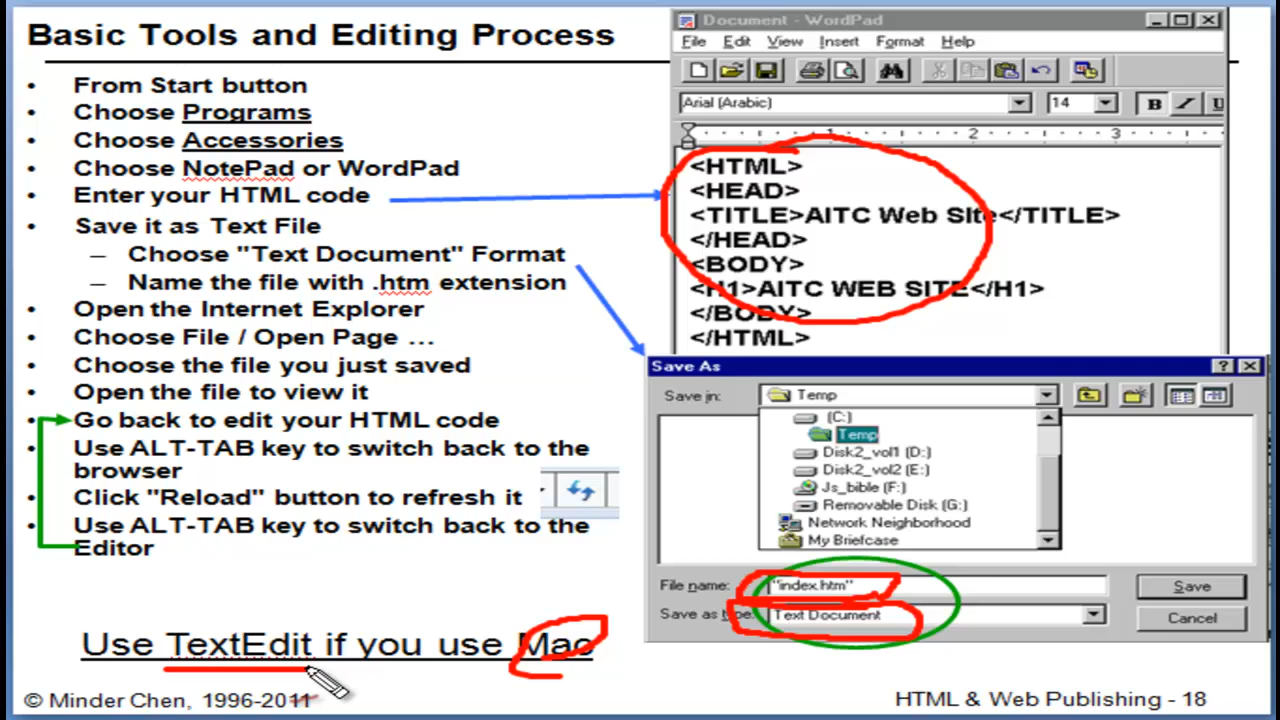 Basic Tools and Editing Process
• From Start button
• Choose Programs
• Choose Accessories
• Choose NotePad or WordPad
• Enter your HTML code
• Save it as Text File
– Choose "Text Document" Format
– Name the file with .htm extension
• Open the Internet Explorer
• Choose File / Open Page …
• Choose the file you just saved
• Open the file to view it
• Go back to edit your HTML code
• Use ALT-TAB key to switch back to the
browser
• Click "Reload" button to refresh it
• Use ALT-TAB key to switch back to the
Editor
Use TextEdit if you use Mac
Document - WordPad
File Edit View Insert Format Help
Arial (Arabic) 14 B I U
1 2 3
<HTML>
<HEAD>
<TITLE>AITC Web SIte</TITLE>
</HEAD>
<BODY>
<H1>AITC WEB SITE</H1>
</BODY>
</HTML>
Save As
Save in: Temp
(C:)
Temp
Disk2_vol1 (D:)
Disk2_vol2 (E:)
Js_bible (F:)
Removable Disk (G:)
Network Neighborhood
My Briefcase
File name: "index.htm" Save
Save as type: Text Document Cancel
© Minder Chen, 1996-2011
HTML & Web Publishing - 18